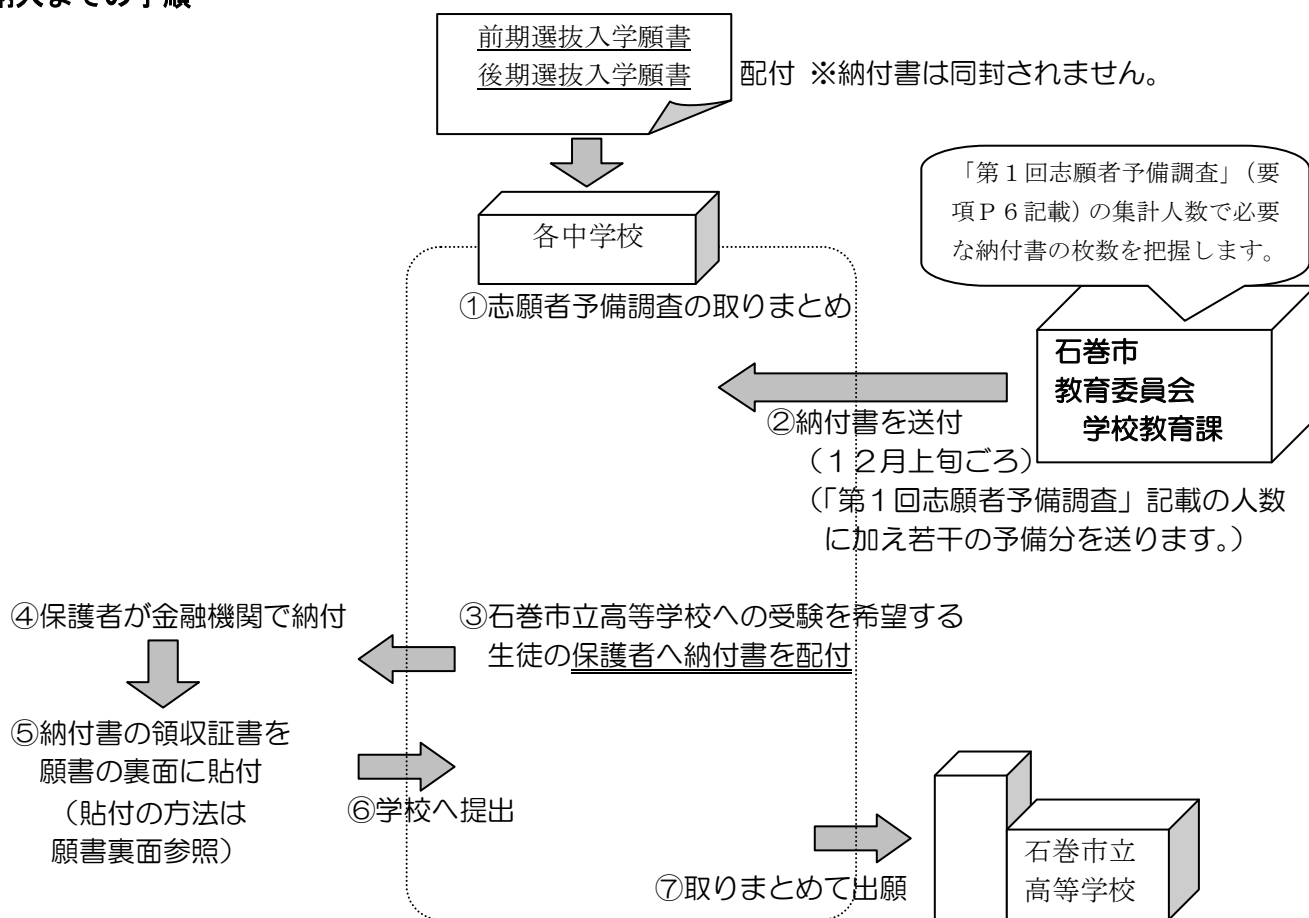 納入までの手順
前期選抜入学願書
後期選抜入学願書
配付 ※納付書は同封されません。
「第１回志願者予備調査」（要
項Ｐ６記載）の集計人数で必要
な納付書の枚数を把握します。
各中学校
①志願者予備調査の取りまとめ
石巻市
教育委員会
学校教育課
②納付書を送付
（１２月上旬ごろ）
（「第１回志願者予備調査」記載の人数
に加え若干の予備分を送ります。）
③石巻市立高等学校への受験を希望する
生徒の保護者へ納付書を配付
④保護者が金融機関で納付
⑤納付書の領収証書を
願書の裏面に貼付
（貼付の方法は
願書裏面参照）
⑥学校へ提出
⑦取りまとめて出願
石巻市立
高等学校